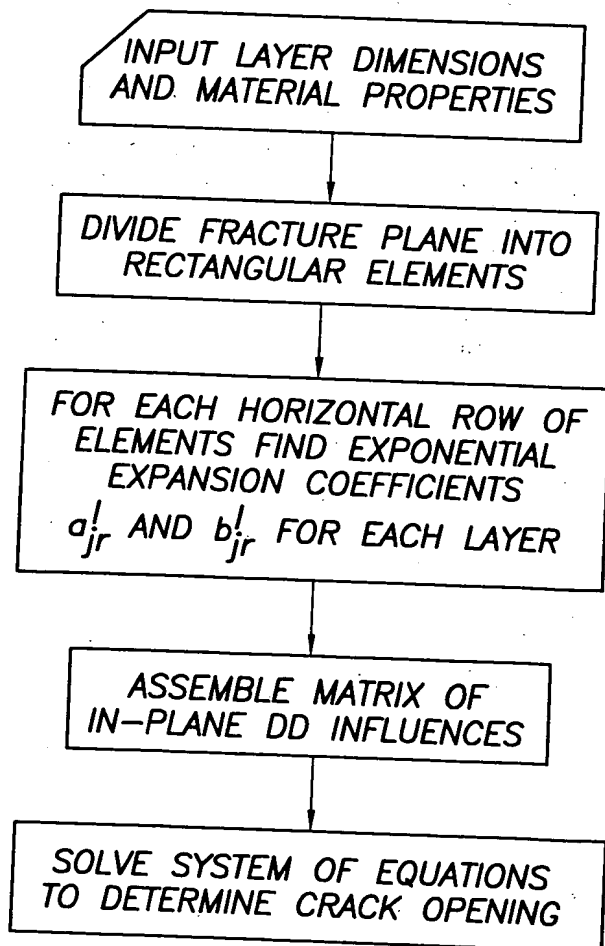 INPUT LAYER DIMENSIONS
AND MATERIAL PROPERTIES
DIVIDE FRACTURE PLANE INTO
RECTANGULAR ELEMENTS
FOR EACH HORIZONTAL ROW OF
ELEMENTS FIND EXPONENTIAL
EXPANSION COEFFICIENTS
a^l_jr AND b^l_jr FOR EACH LAYER
ASSEMBLE MATRIX OF
IN-PLANE DD INFLUENCES
SOLVE SYSTEM OF EQUATIONS
TO DETERMINE CRACK OPENING